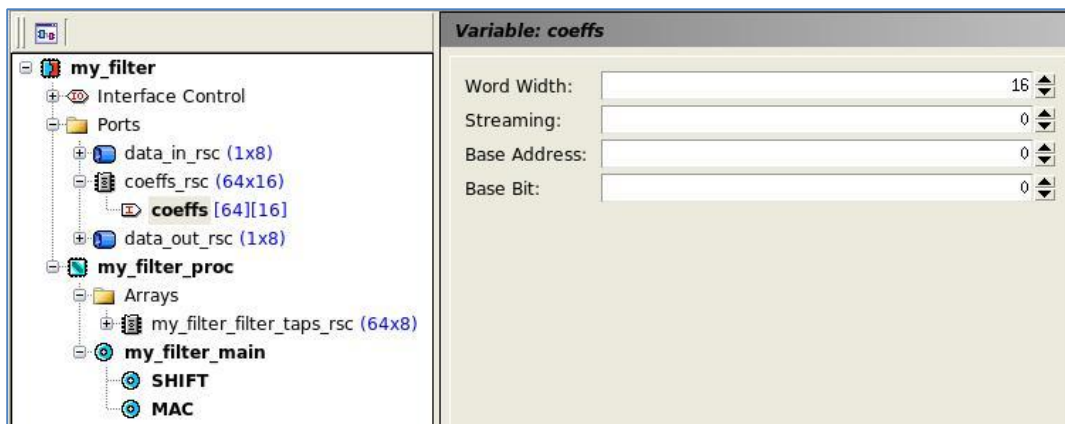 my_filter
Interface Control
Ports
data_in_rsc (1x8)
coeffs_rsc (64x16)
coeffs [64][16]
data_out_rsc (1x8)
my_filter_proc
Arrays
my_filter_filter_taps_rsc (64x8)
my_filter_main
SHIFT
MAC
Variable: coeffs
Word Width: 16
Streaming: 0
Base Address: 0
Base Bit: 0